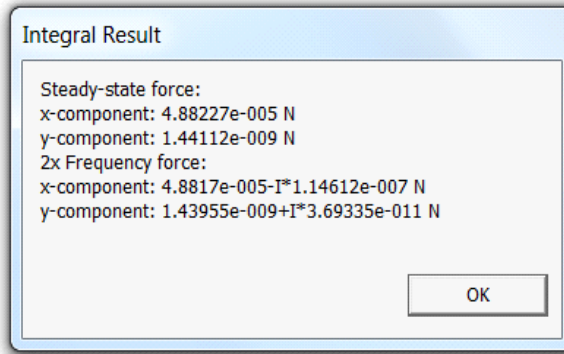 Integral Result
Steady-state force:
x-component: 4.88227e-005 N
y-component: 1.44112e-009 N
2x Frequency force:
x-component: 4.8817e-005-I*1.14612e-007 N
y-component: 1.43955e-009+I*3.69335e-011 N
OK